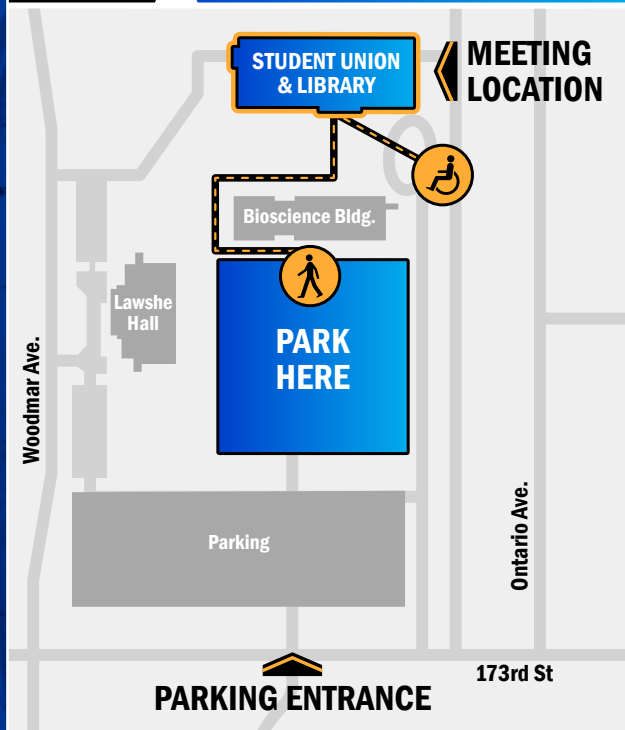 STUDENT UNION
& LIBRARY
MEETING
LOCATION
Bioscience Bldg.
Lawshe
Hall
PARK
HERE
Woodmar Ave.
Parking
Ontario Ave.
173rd St
PARKING ENTRANCE